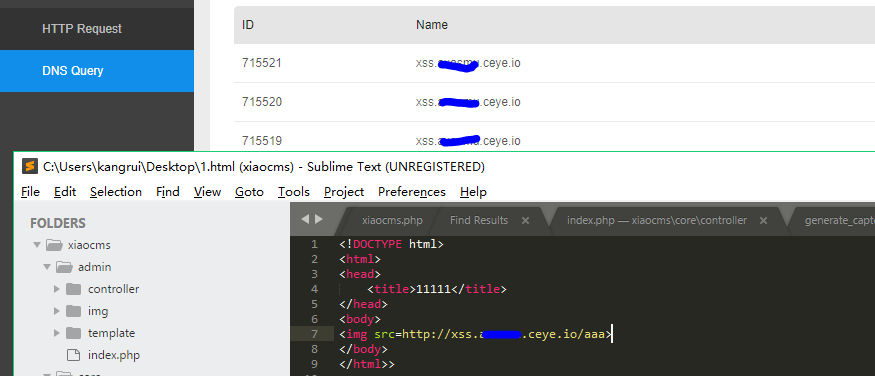 HTTP Request
DNS Query
ID Name
715521 xss. .ceye.io
715520 xss. .ceye.io
715519 xss. .ceye.io
C:\Users\kangrui\Desktop\1.html (xiaocms) - Sublime Text (UNREGISTERED)
File Edit Selection Find View Goto Tools Project Preferences Help
FOLDERS
xiaocms
admin
controller
img
template
index.php
xiaocms.php Find Results × index.php — xiaocms\core\controller × generate_capt
1 <!DOCTYPE html>
2 <html>
3 <head>
4 <title>11111</title>
5 </head>
6 <body>
7 <img src=http://xss.a .ceye.io/aaa>
8 </body>
9 </html>>